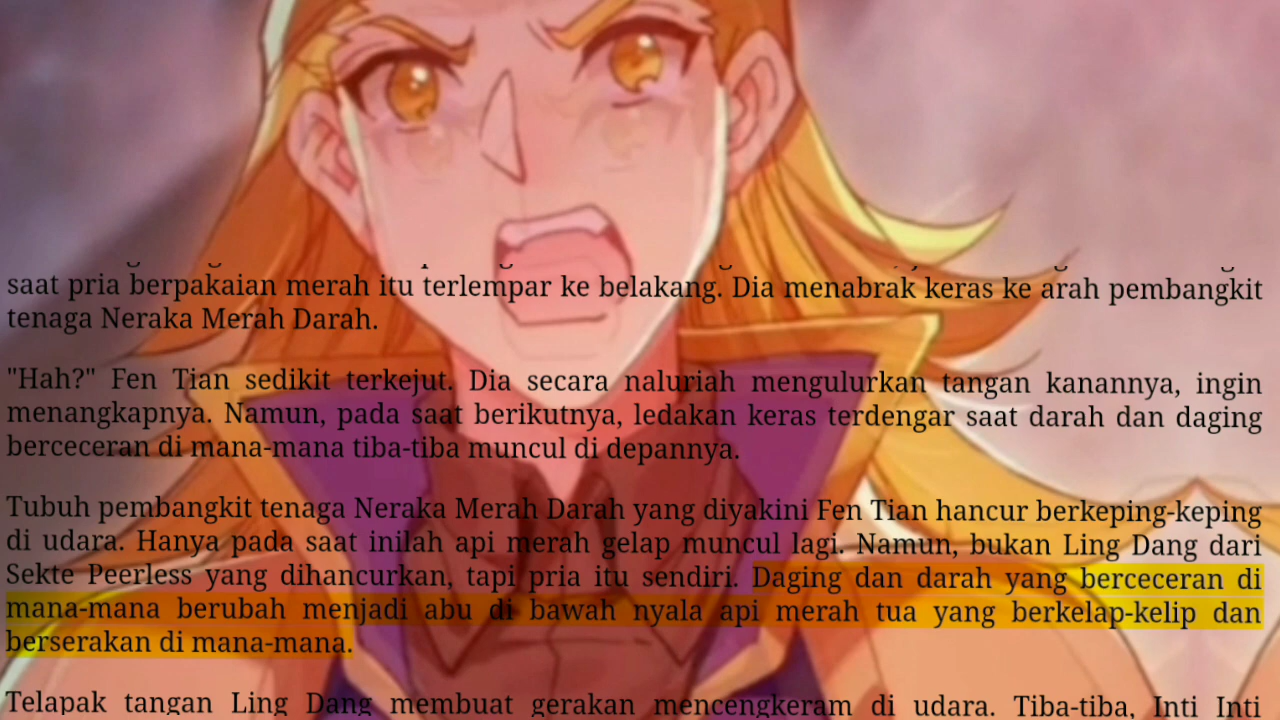 saat pria berpakaian merah itu terlempar ke belakang. Dia menabrak keras ke arah pembangkit
tenaga Neraka Merah Darah.
"Hah?" Fen Tian sedikit terkejut. Dia secara naluriah mengulurkan tangan kanannya, ingin
menangkapnya. Namun, pada saat berikutnya, ledakan keras terdengar saat darah dan daging
berceceran di mana-mana tiba-tiba muncul di depannya.
Tubuh pembangkit tenaga Neraka Merah Darah yang diyakini Fen Tian hancur berkeping-keping
di udara. Hanya pada saat inilah api merah gelap muncul lagi. Namun, bukan Ling Dang dari
Sekte Peerless yang dihancurkan, tapi pria itu sendiri. Daging dan darah yang berceceran di
mana-mana berubah menjadi abu di bawah nyala api merah tua yang berkelap-kelip dan
berserakan di mana-mana.
Telapak tangan Ling Dang membuat gerakan mencengkeram di udara. Tiba-tiba, Inti Inti